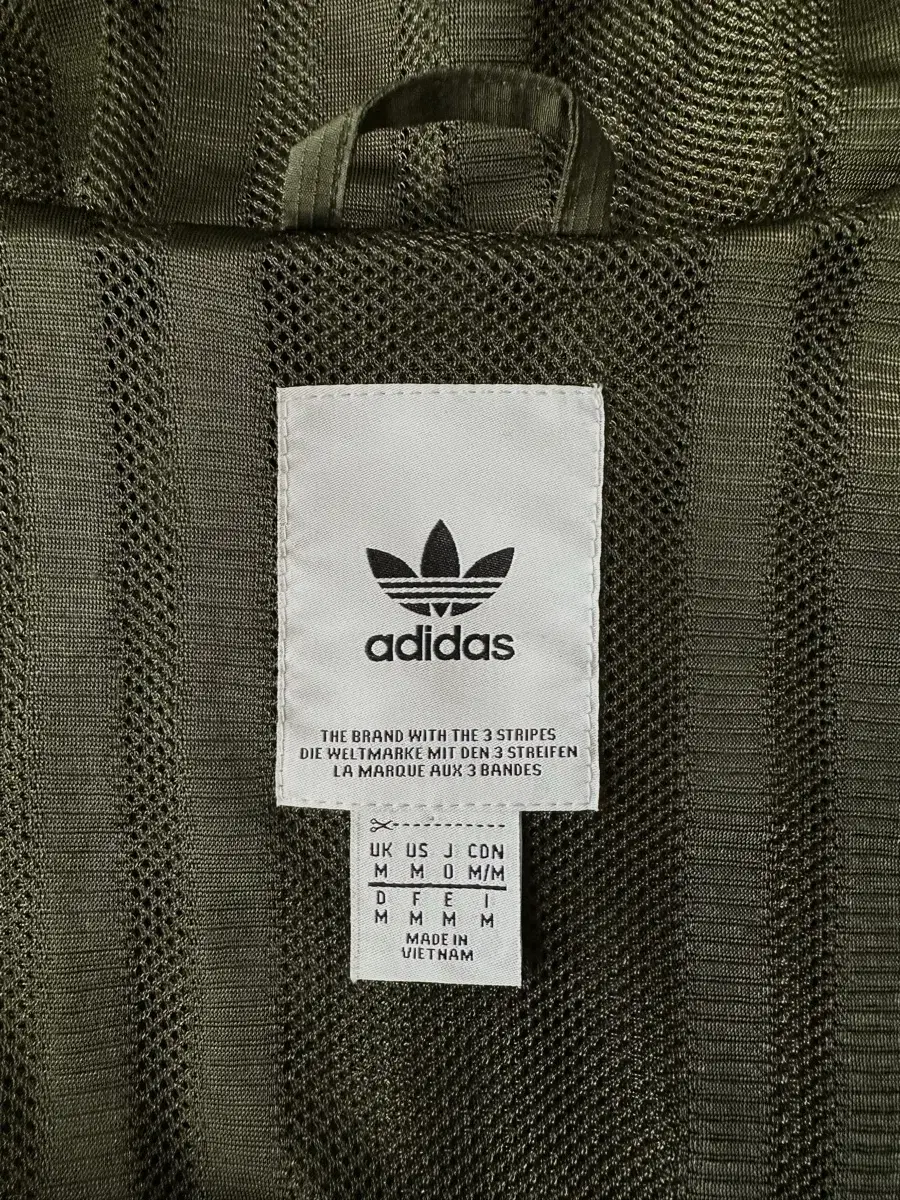 adidas
THE BRAND WITH THE 3 STRIPES
DIE WELTMARKE MIT DEN 3 STREIFEN
LA MARQUE AUX 3 BANDES
UK US J CDN
M M O M/M
D F E I
M M M M
MADE IN
VIETNAM